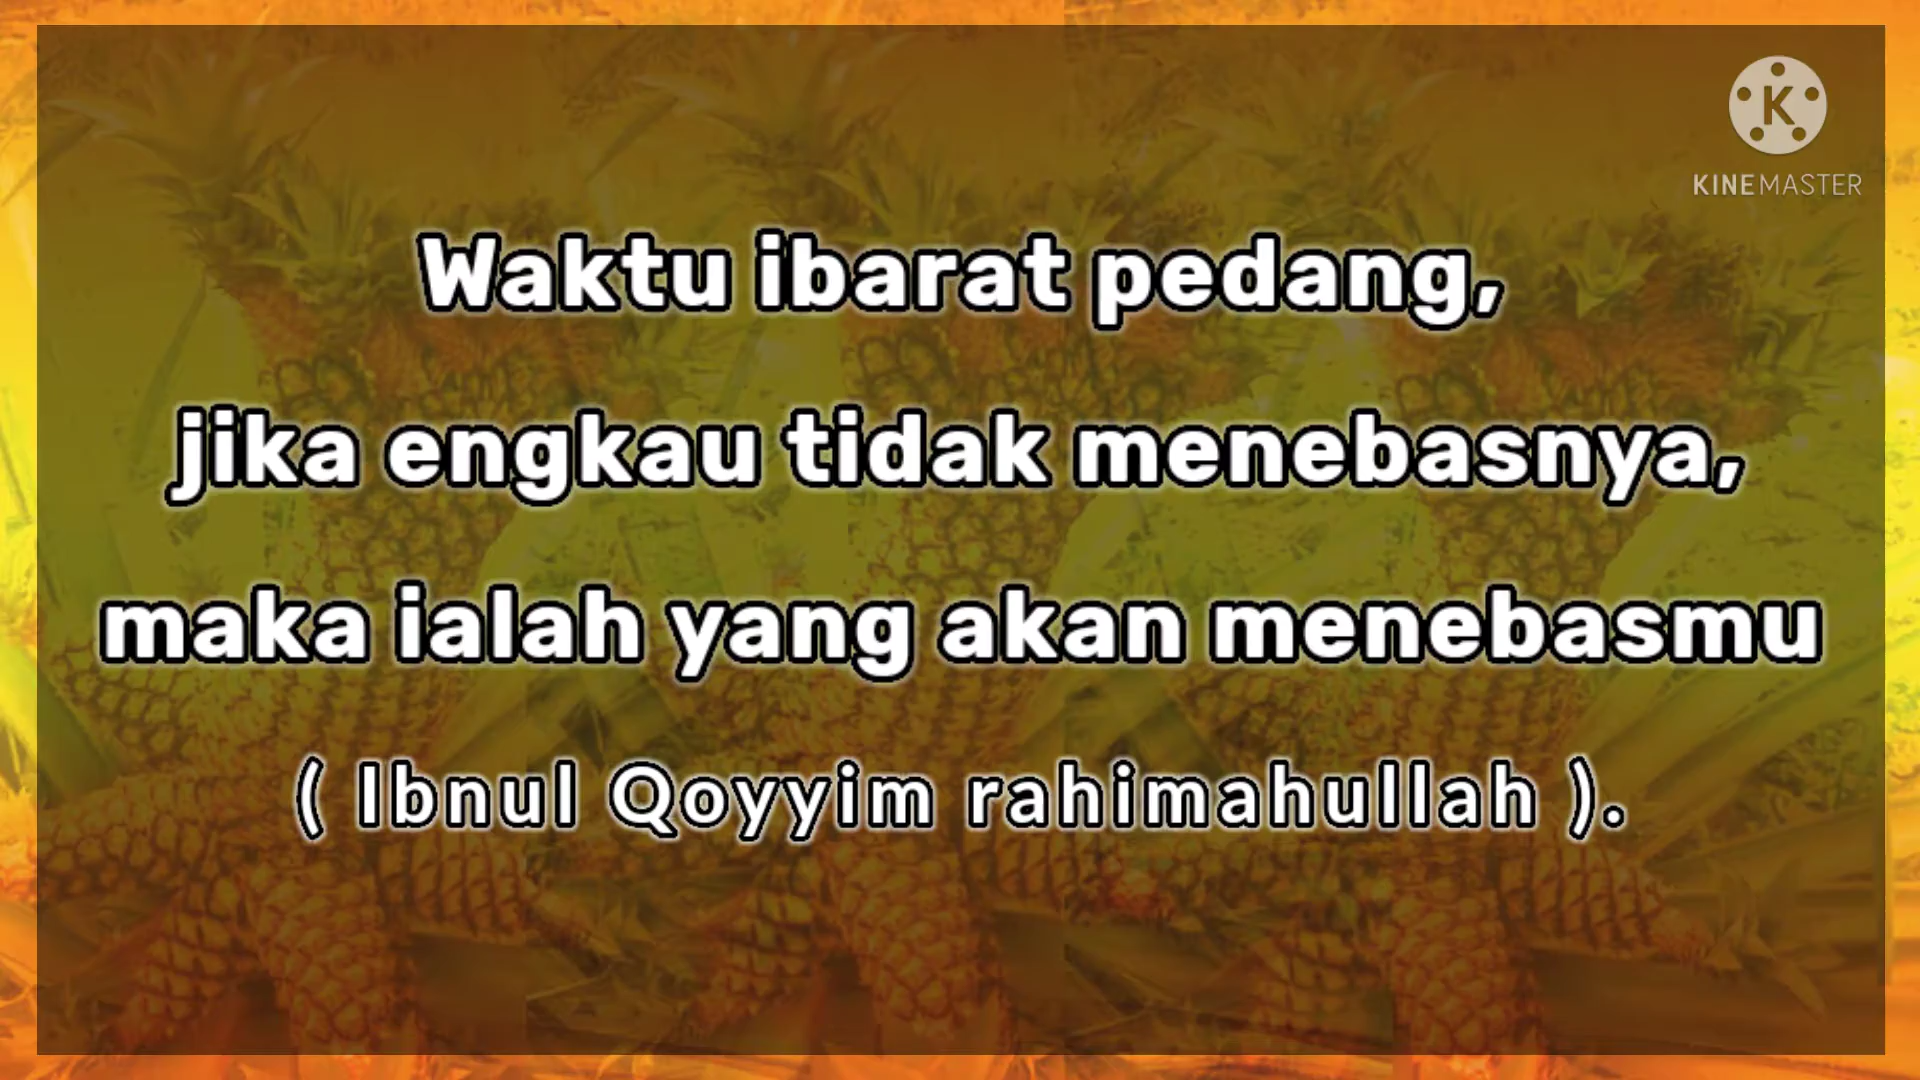 KINEMASTER
Waktu ibarat pedang,
jika engkau tidak menebasnya,
maka ialah yang akan menebasmu
( Ibnul Qoyyim rahimahullah ).